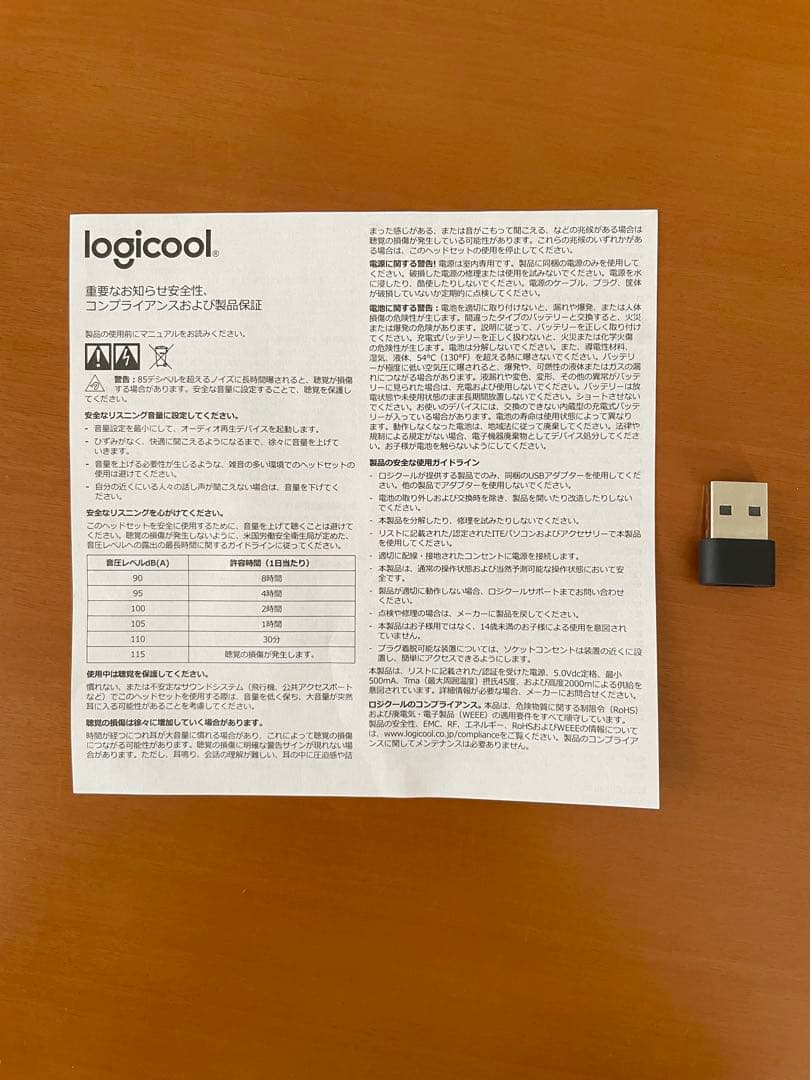 logicool®
重要なお知らせ安全性、
コンプライアンスおよび製品保証
製品の使用前にマニュアルをお読みください。
警告：85デシベルを超えるノイズに長時間曝されると、聴覚が損傷
する場合があります。安全な音量に設定することで、聴覚を保護し
てください。
安全なリスニング音量に設定してください。
- 音量設定を最小にして、オーディオ再生デバイスを起動します。
- ひずみがなく、快適に聞こえるようになるまで、徐々に音量を上げて
いきます。
- 音量を上げる必要性が生じるような、雑音の多い環境でのヘッドセットの
使用は避けてください。
- 自分の近くにいる人々の話し声が聞こえない場合は、音量を下げてく
ださい。
安全なリスニングを心がけてください。
このヘッドセットを安全に使用するために、音量を上げて聴くことは避けて
ください。聴覚の損傷が発生しないように、米国労働安全衛生局が定めた、
音圧レベルへの露出の最長時間に関するガイドラインに従ってください。
音圧レベルdB(A) 許容時間（1日当たり）
90 8時間
95 4時間
100 2時間
105 1時間
110 30分
115 聴覚の損傷が発生します。
使用中は聴覚を保護してください。
慣れない、または不安定なサウンドシステム（飛行機、公共アクセスポート
など）でこのヘッドセットを使用する際は、音量を低く保ち、大音量が突然
耳に入る可能性があることを考慮してください。
聴覚の損傷は徐々に増加していく場合があります。
時間が経つにつれ耳が大音量に慣れる場合があり、これによって聴覚の損傷
につながる可能性があります。聴覚の損傷に明確な警告サインが現れない場
合があります。ただし、耳鳴り、会話の理解が難しい、耳の中に圧迫感や詰
まった感じがある、または音がこもって聞こえる、などの兆候がある場合は
聴覚の損傷が発生している可能性があります。これらの兆候のいずれかがあ
る場合は、このヘッドセットの使用を停止してください。
電源に関する警告! 電源は室内専用です。製品に同梱の電源のみを使用して
ください。破損した電源の修理または使用を試みないでください。電源を水
に浸したり、酷使したりしないでください。電源のケーブル、プラグ、筐体
が破損していないか定期的に点検してください。
電池に関する警告：電池を適切に取り付けないと、漏れや爆発、または人体
損傷の危険性が生じます。間違ったタイプのバッテリーと交換すると、火災
または爆発の危険があります。説明に従って、バッテリーを正しく取り付け
てください。充電式バッテリーを正しく扱わないと、火災または化学火傷
の危険性が生じます。電池は分解しないでください。また、導電性材料、
湿気、液体、54°C（130°F）を超える熱に曝さないでください。バッテリ
ーが極度に低い空気圧に曝されると、爆発や、可燃性の液体またはガスの漏
れにつながる場合があります。液漏れや変色、変形、その他の異常がバッテ
リーに見られた場合は、充電および使用しないでください。バッテリーは放
電状態や未使用状態のまま長期間放置しないでください。ショートさせない
でください。お使いのデバイスには、交換のできない内蔵型の充電式バッテ
リーが入っている場合があります。電池の寿命は使用状態によって異なり
ます。動作しなくなった電池は、地域法に従って廃棄してください。法律や
規制による規定がない場合、電子機器廃棄物としてデバイス処分してくださ
い。お子様が電池を触らないようにしてください。
製品の安全な使用ガイドライン
- ロジクールが提供する製品でのみ、同梱のUSBアダプターを使用してくだ
さい。他の製品でアダプターを使用しないでください。
- 電池の取り外しおよび交換時を除き、製品を開いたり改造したりしない
でください。
- 本製品を分解したり、修理を試みたりしないでください。
- リストに記載された/認定されたITEパソコンおよびアクセサリーで本製品
を使用してください。
- 適切に配線・接地されたコンセントに電源を接続します。
- 本製品は、通常の操作状態および当然予測可能な操作状態において安
全です。
- 製品が適切に動作しない場合、ロジクールサポートまでお問い合わせ
ください。
- 点検や修理の場合は、メーカーに製品を戻してください。
- 本製品はお子様用ではなく、14歳未満のお子様による使用を意図され
ていません。
- プラグ着脱可能な装置については、ソケットコンセントは装置の近くに設
置し、簡単にアクセスできるようにします。
本製品は、リストに記載された/認証を受けた電源、5.0Vdc定格、最小
500mA、Tma（最大周囲温度）摂氏45度、および高度2000mによる供給を
意図されています。詳細情報が必要な場合、メーカーにお問合せください。
ロジクールのコンプライアンス。本品は、危険物質に関する制限令（RoHS）
および廃電気・電子製品（WEEE）の適用要件をすべて順守しています。
製品の安全性、EMC、RF、エネルギー、RoHSおよびWEEEの情報について
は、www.logicool.co.jp/complianceをご覧ください。製品のコンプライア
ンスに関してメンテナンスは必要ありません。